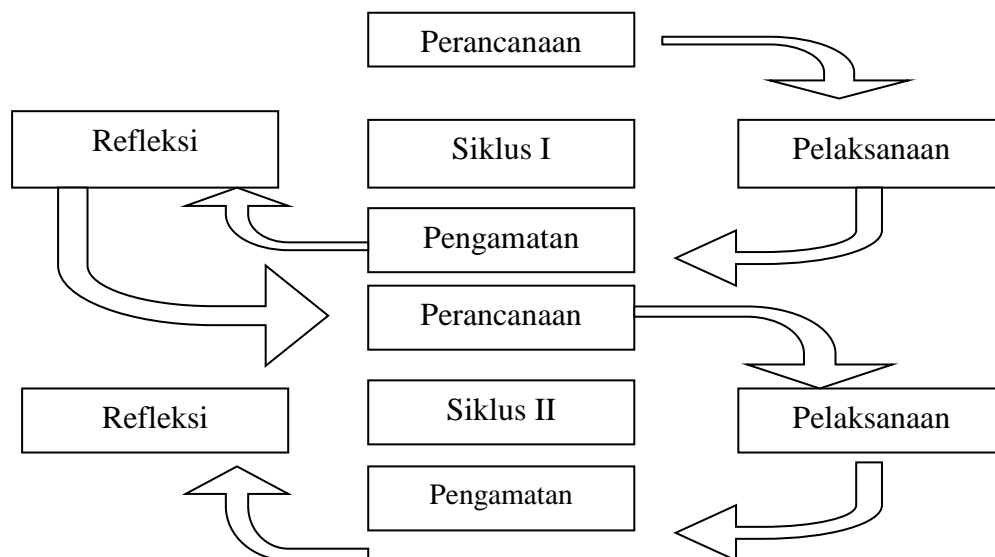 Perancanaan
Refleksi
Siklus I
Pelaksanaan
Pengamatan
Perancanaan
Refleksi
Siklus II
Pelaksanaan
Pengamatan